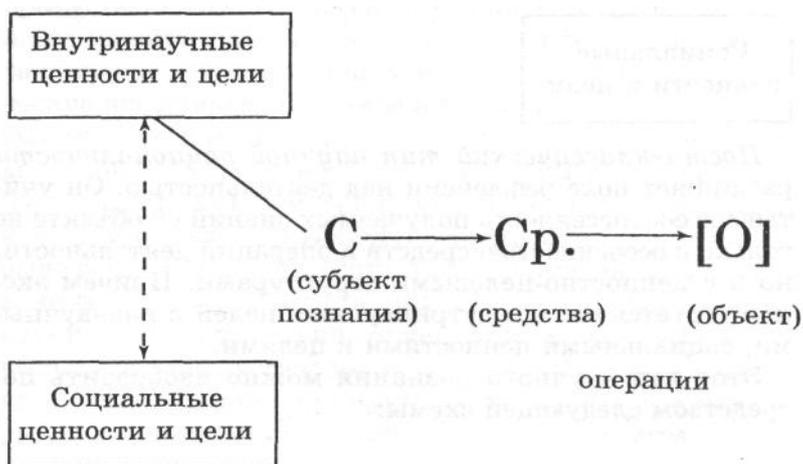 Внутринаучные
ценности и цели
С
Ср.
[О]
(субъект
познания)
(средства)
(объект)
операции
Социальные
ценности и цели